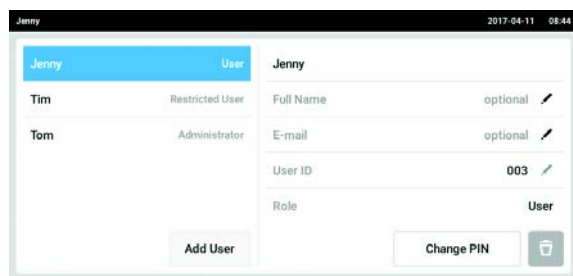 Jenny 2017-04-11 08:44
Jenny User
Tim Restricted User
Tom Administrator
Add User
Jenny
Full Name optional
E-mail optional
User ID 003
Role User
Change PIN